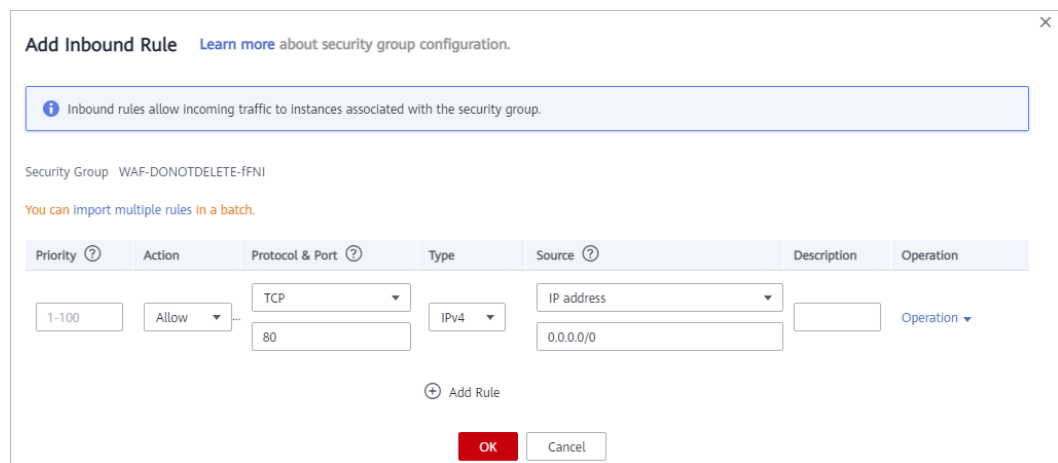 Add Inbound Rule Learn more about security group configuration.
Inbound rules allow incoming traffic to instances associated with the security group.
Security Group WAF-DONOTDELETE-fFNI
You can import multiple rules in a batch.
Priority Action Protocol & Port Type Source Description Operation
TCP IP address
1-100 Allow ... IPv4 Operation
80 0.0.0.0/0
Add Rule
OK Cancel